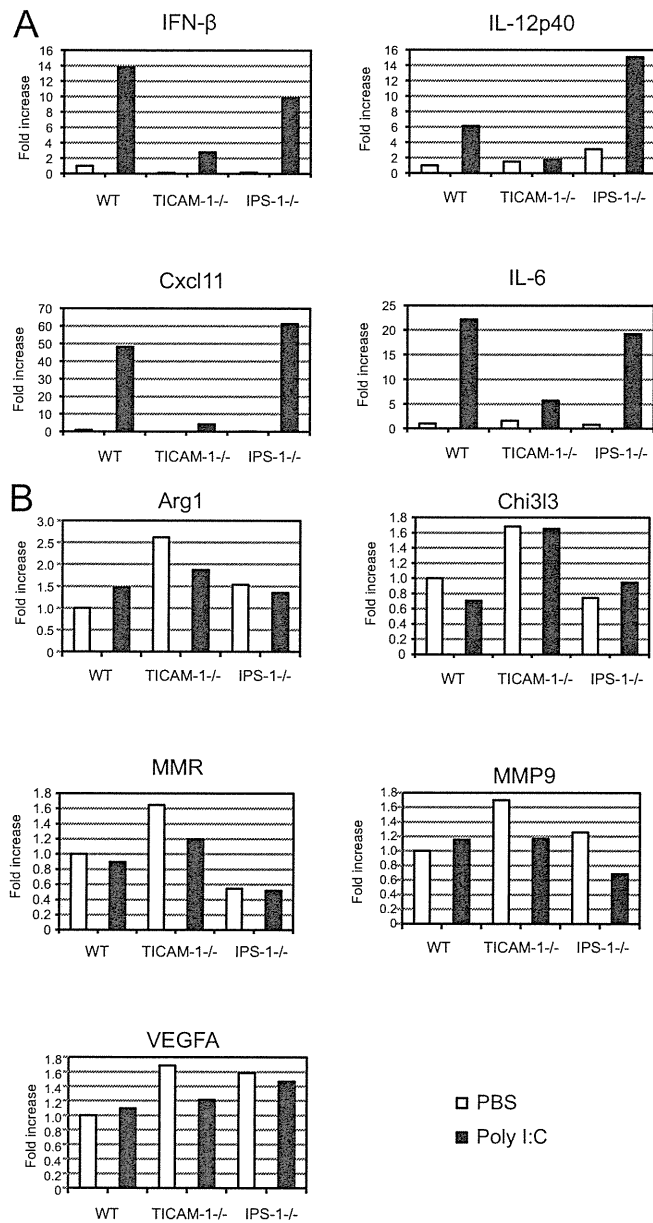 A
IFN-β
Fold increase
16
14
12
10
8
6
4
2
0
WT TICAM-1-/- IPS-1-/-
IL-12p40
Fold increase
16
14
12
10
8
6
4
2
0
WT TICAM-1-/- IPS-1-/-
Cxcl11
Fold increase
70
60
50
40
30
20
10
0
WT TICAM-1-/- IPS-1-/-
IL-6
Fold increase
25
20
15
10
5
0
WT TICAM-1-/- IPS-1-/-
B
Arg1
Fold increase
3.0
2.5
2.0
1.5
1.0
0.5
0
WT TICAM-1-/- IPS-1-/-
Chi3l3
Fold increase
1.8
1.6
1.4
1.2
1.0
0.8
0.6
0.4
0.2
0
WT TICAM-1-/- IPS-1-/-
MMR
Fold increase
1.8
1.6
1.4
1.2
1.0
0.8
0.6
0.4
0.2
0
WT TICAM-1-/- IPS-1-/-
MMP9
Fold increase
1.8
1.6
1.4
1.2
1.0
0.8
0.6
0.4
0.2
0
WT TICAM-1-/- IPS-1-/-
VEGFA
Fold increase
1.8
1.6
1.4
1.2
1.0
0.8
0.6
0.4
0.2
0
WT TICAM-1-/- IPS-1-/-
PBS
Poly I:C